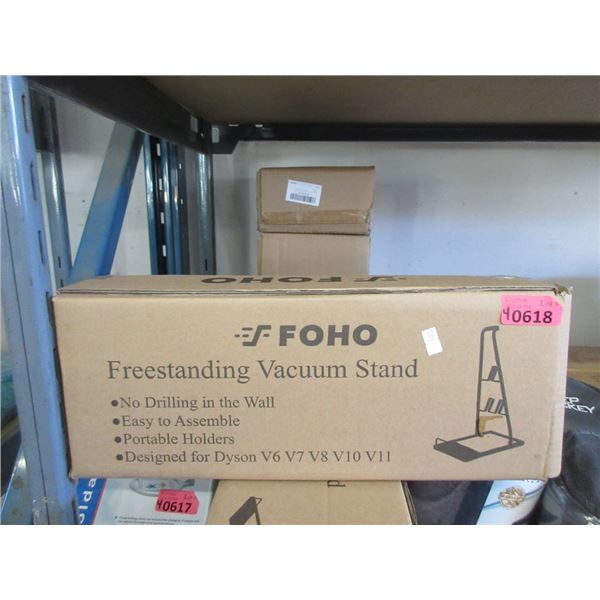 FOHO
FOHO
Freestanding Vacuum Stand
•No Drilling in the Wall
•Easy to Assemble
•Portable Holders
•Designed for Dyson V6 V7 V8 V10 V11
40618
40617